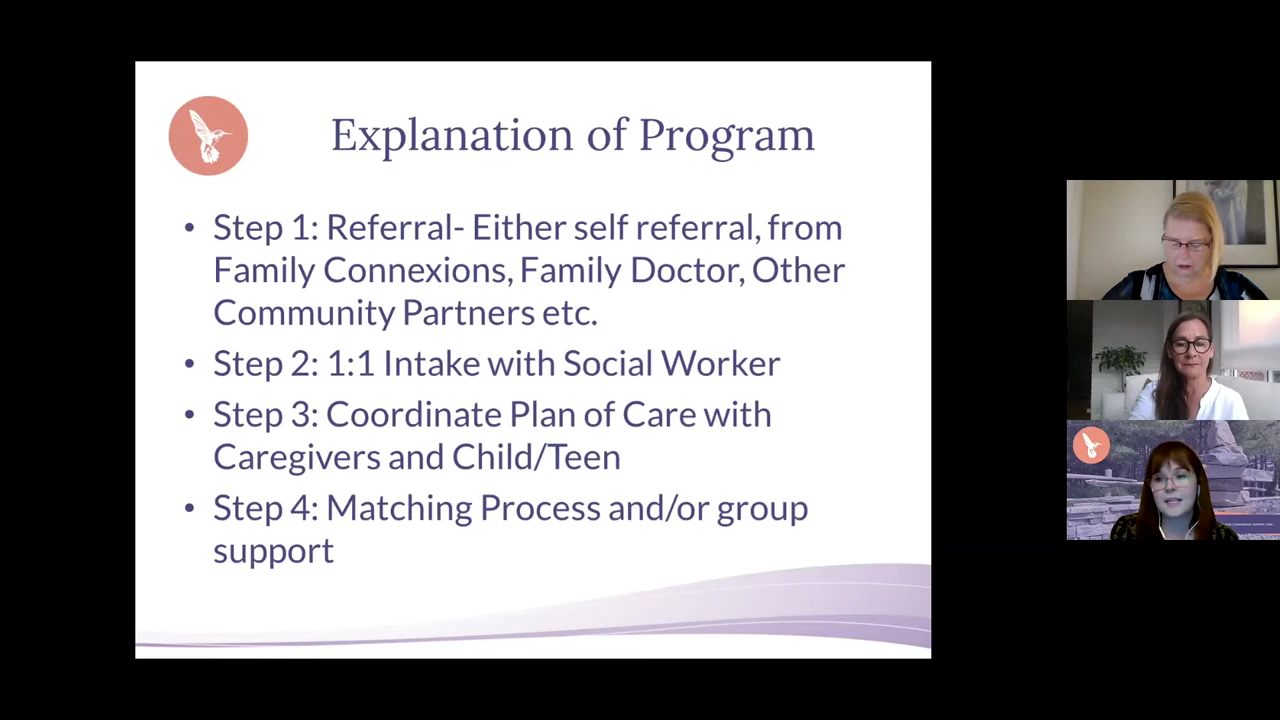 Explanation of Program
• Step 1: Referral- Either self referral, from
Family Connexions, Family Doctor, Other
Community Partners etc.
• Step 2: 1:1 Intake with Social Worker
• Step 3: Coordinate Plan of Care with
Caregivers and Child/Teen
• Step 4: Matching Process and/or group
support